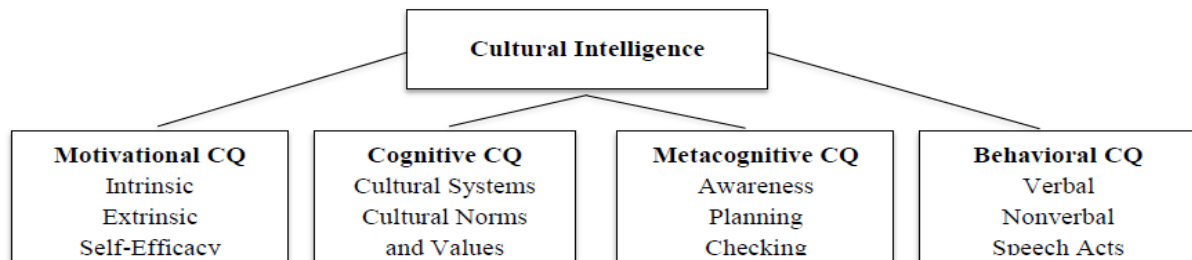 Cultural Intelligence
Motivational CQ
Intrinsic
Extrinsic
Self-Efficacy
Cognitive CQ
Cultural Systems
Cultural Norms
and Values
Metacognitive CQ
Awareness
Planning
Checking
Behavioral CQ
Verbal
Nonverbal
Speech Acts